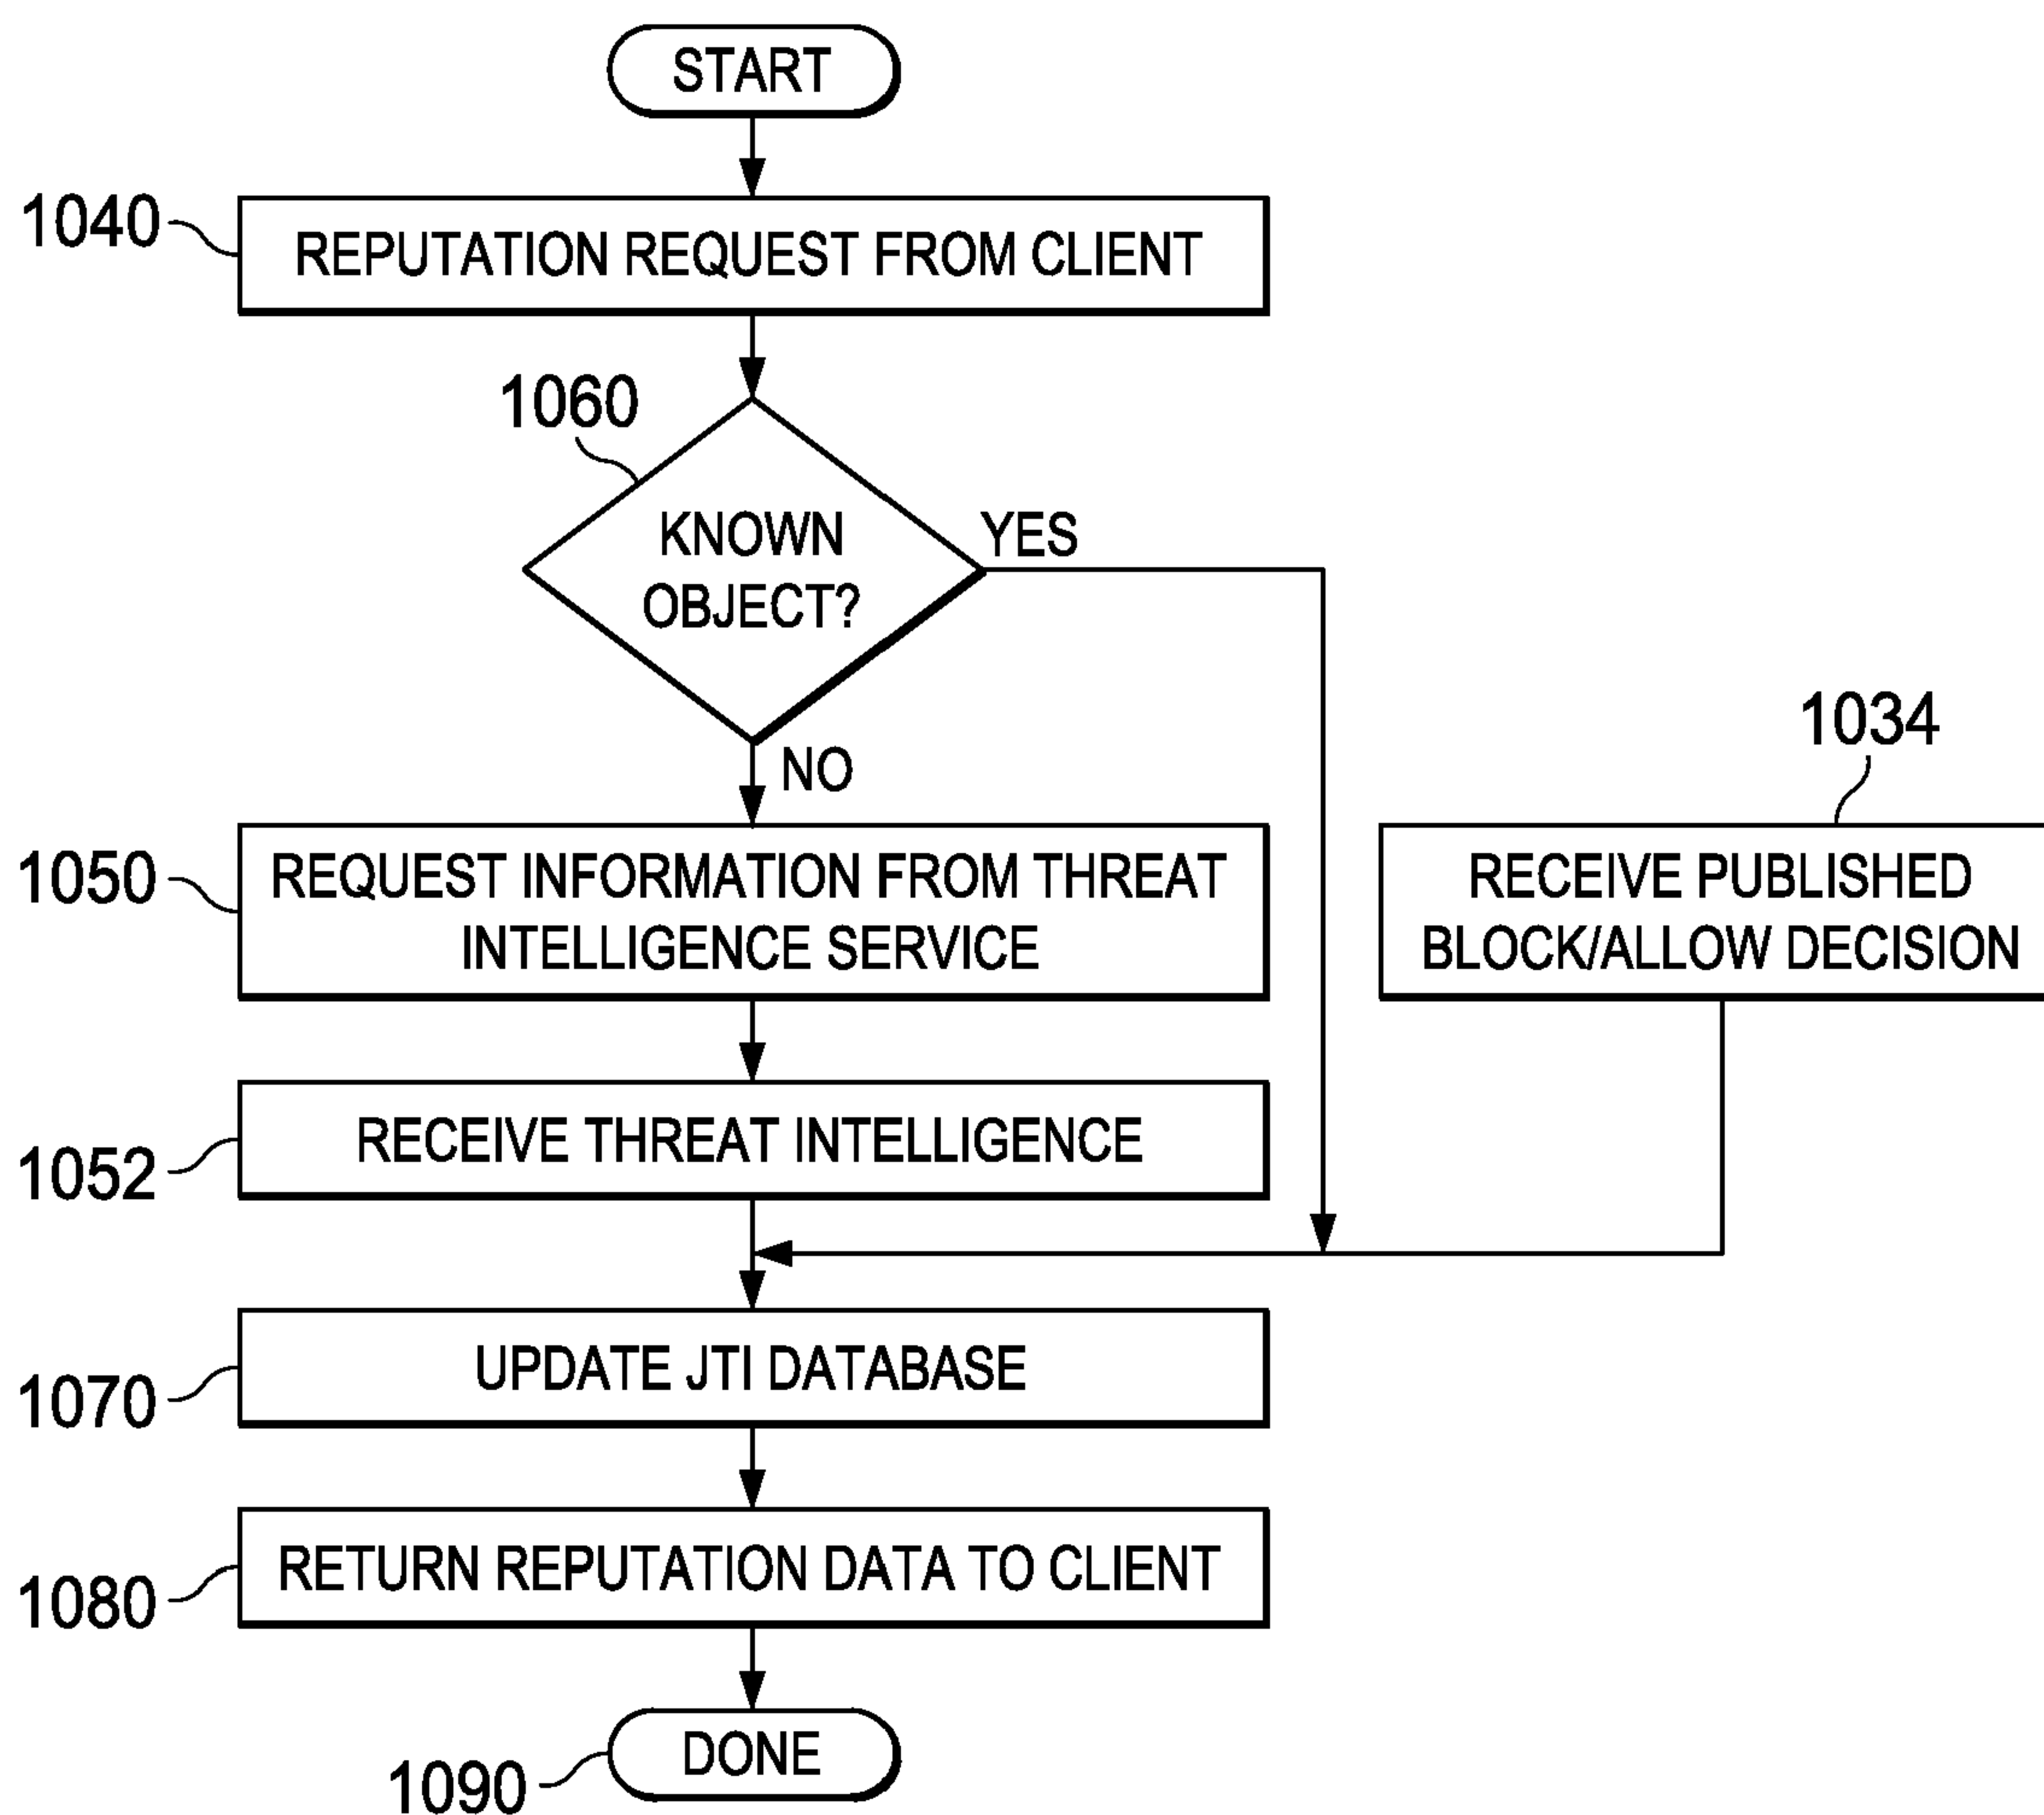 START
1040
REPUTATION REQUEST FROM CLIENT
1060
KNOWN
OBJECT?
YES
NO
1034
1050
REQUEST INFORMATION FROM THREAT
INTELLIGENCE SERVICE
RECEIVE PUBLISHED
BLOCK/ALLOW DECISION
1052
RECEIVE THREAT INTELLIGENCE
1070
UPDATE JTI DATABASE
1080
RETURN REPUTATION DATA TO CLIENT
1090
DONE